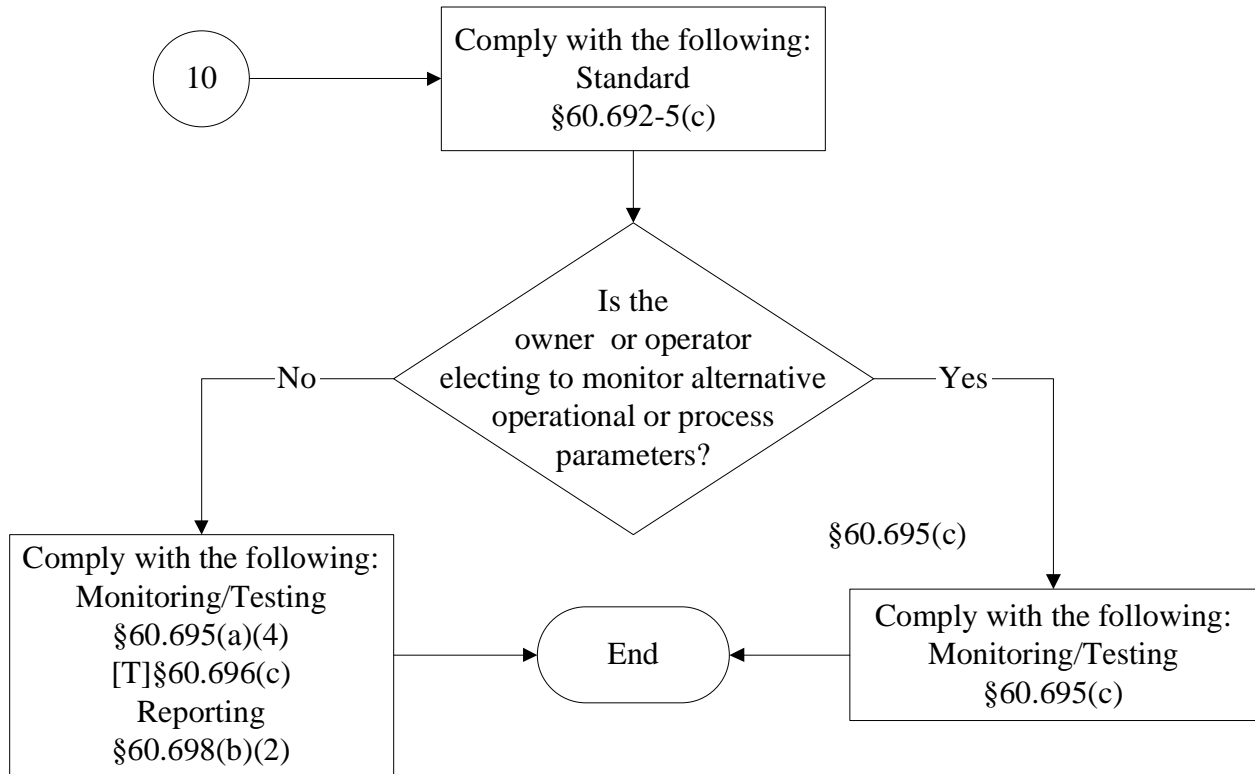 10
Comply with the following:
Standard
§60.692-5(c)
Is the
owner or operator
electing to monitor alternative
operational or process
parameters?
No
Yes
§60.695(c)
Comply with the following:
Monitoring/Testing
§60.695(a)(4)
[T]§60.696(c)
Reporting
§60.698(b)(2)
End
Comply with the following:
Monitoring/Testing
§60.695(c)